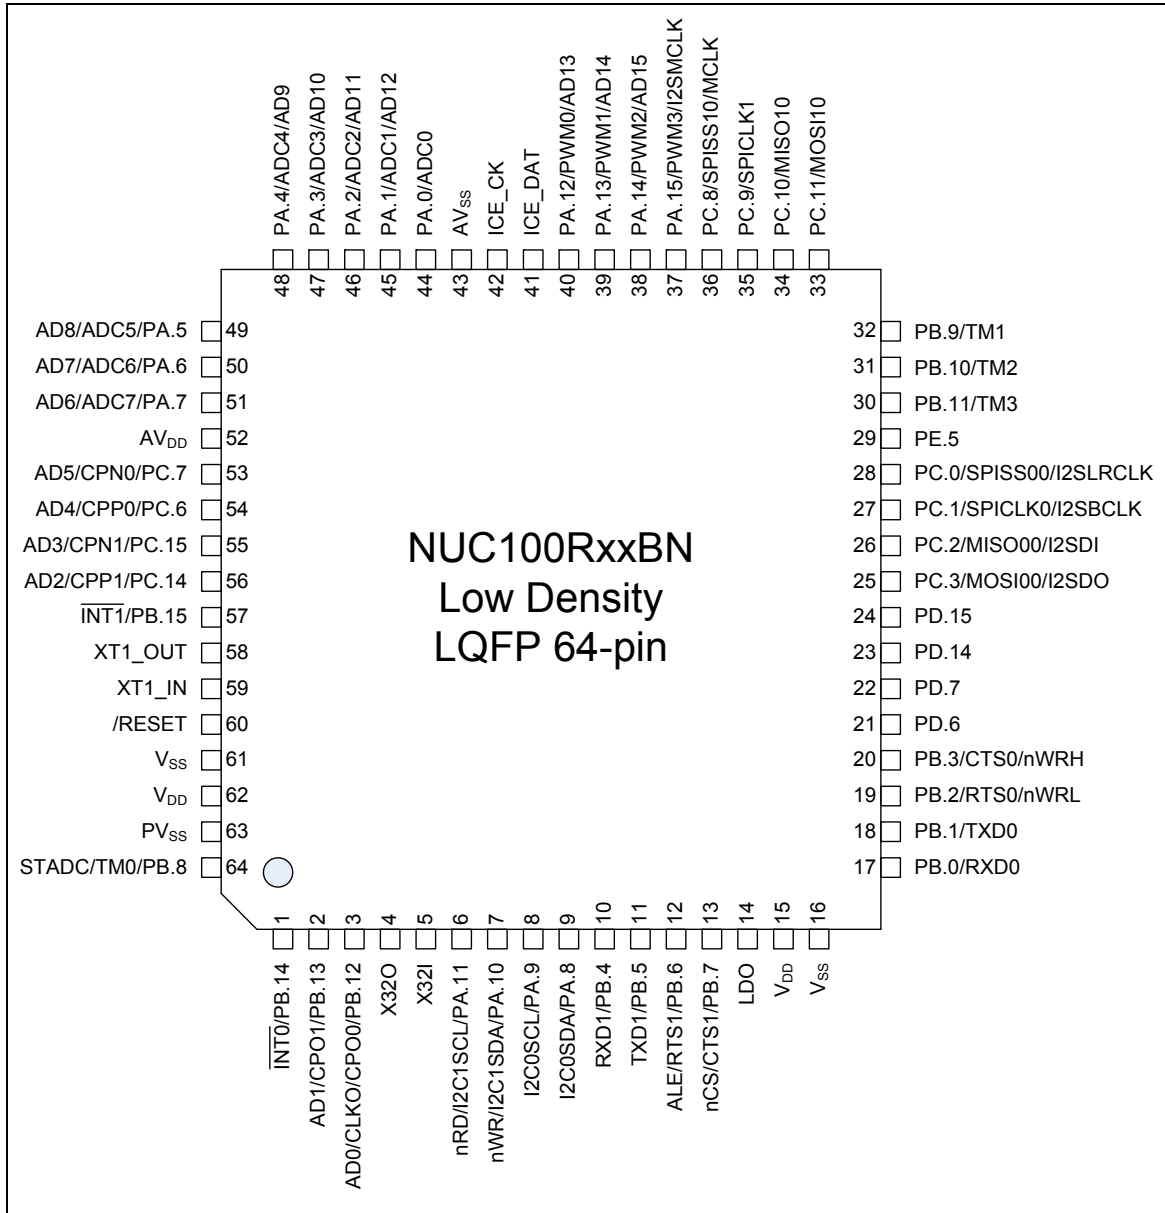 PA.4/ADC4/AD9
PA.3/ADC3/AD10
PA.2/ADC2/AD11
PA.1/ADC1/AD12
PA.0/ADC0
AVSS
ICE_CK
ICE_DAT
PA.12/PWM0/AD13
PA.13/PWM1/AD14
PA.14/PWM2/AD15
PA.15/PWM3/I2SMCLK
PC.8/SPISS10/MCLK
PC.9/SPICLK1
PC.10/MISO10
PC.11/MOSI10
48
47
46
45
44
43
42
41
40
39
38
37
36
35
34
33
AD8/ADC5/PA.5 49
AD7/ADC6/PA.6 50
AD6/ADC7/PA.7 51
AVDD 52
AD5/CPN0/PC.7 53
AD4/CPP0/PC.6 54
AD3/CPN1/PC.15 55
AD2/CPP1/PC.14 56
INT1/PB.15 57
XT1_OUT 58
XT1_IN 59
/RESET 60
VSS 61
VDD 62
PVSS 63
STADC/TM0/PB.8 64
NUC100RxxBN
Low Density
LQFP 64-pin
32 PB.9/TM1
31 PB.10/TM2
30 PB.11/TM3
29 PE.5
28 PC.0/SPISS00/I2SLRCLK
27 PC.1/SPICLK0/I2SBCLK
26 PC.2/MISO00/I2SDI
25 PC.3/MOSI00/I2SDO
24 PD.15
23 PD.14
22 PD.7
21 PD.6
20 PB.3/CTS0/nWRH
19 PB.2/RTS0/nWRL
18 PB.1/TXD0
17 PB.0/RXD0
1
2
3
4
5
6
7
8
9
10
11
12
13
14
15
16
INT0/PB.14
AD1/CPO1/PB.13
AD0/CLKO/CPO0/PB.12
X32O
X32I
nRD/I2C1SCL/PA.11
nWR/I2C1SDA/PA.10
I2C0SCL/PA.9
I2C0SDA/PA.8
RXD1/PB.4
TXD1/PB.5
ALE/RTS1/PB.6
nCS/CTS1/PB.7
LDO
VDD
VSS